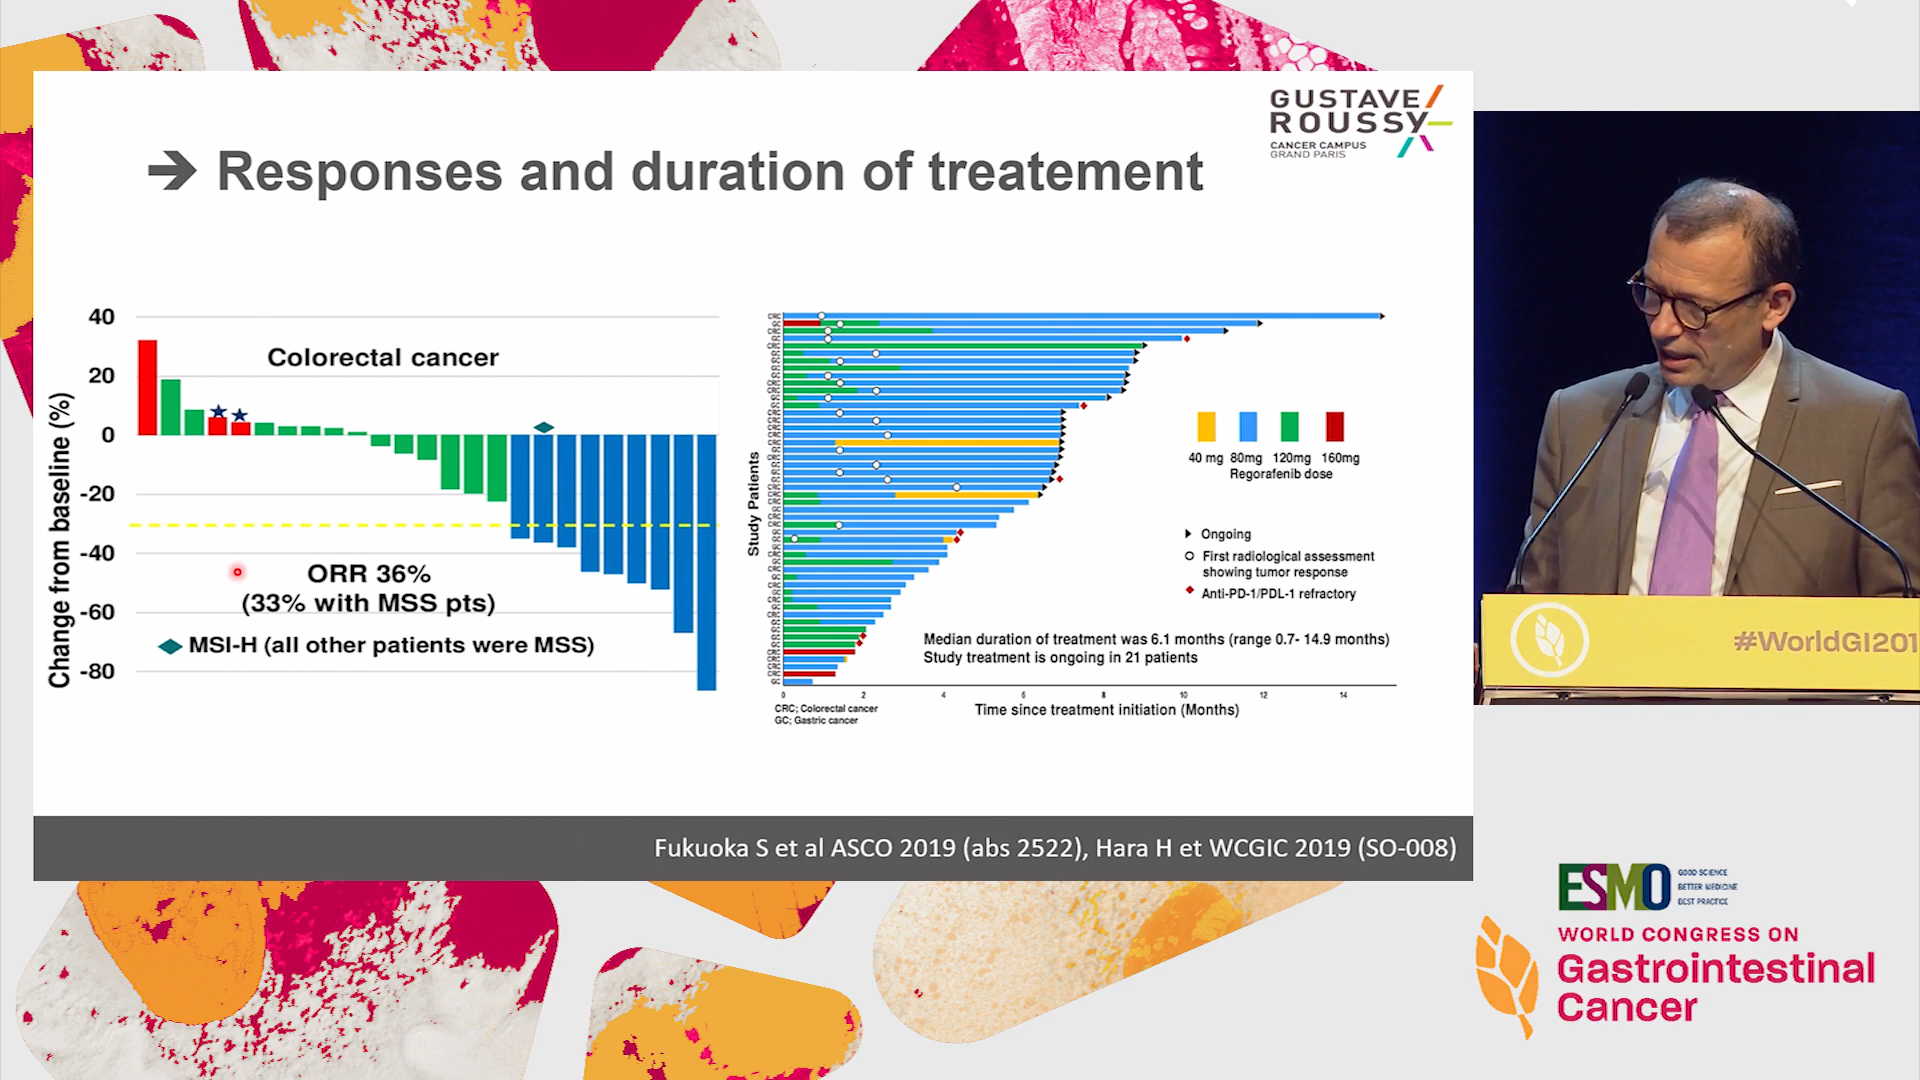 GUSTAVE
ROUSSY
CANCER CAMPUS
GRAND PARIS
➔ Responses and duration of treatement
Change from baseline (%)
40
20
0
-20
-40
-60
-80
Colorectal cancer
ORR 36%
(33% with MSS pts)
MSI-H (all other patients were MSS)
Study Patients
40 mg 80mg 120mg 160mg
Regorafenib dose
Ongoing
First radiological assessment
showing tumor response
Anti-PD-1/PDL-1 refractory
Median duration of treatment was 6.1 months (range 0.7- 14.9 months)
Study treatment is ongoing in 21 patients
0 2 4 6 8 10 12 14
CRC; Colorectal cancer
GC; Gastric cancer
Time since treatment initiation (Months)
Fukuoka S et al ASCO 2019 (abs 2522), Hara H et WCGIC 2019 (SO-008)
#WorldGI201
ESMO
GOOD SCIENCE
BETTER MEDICINE
BEST PRACTICE
WORLD CONGRESS ON
Gastrointestinal
Cancer